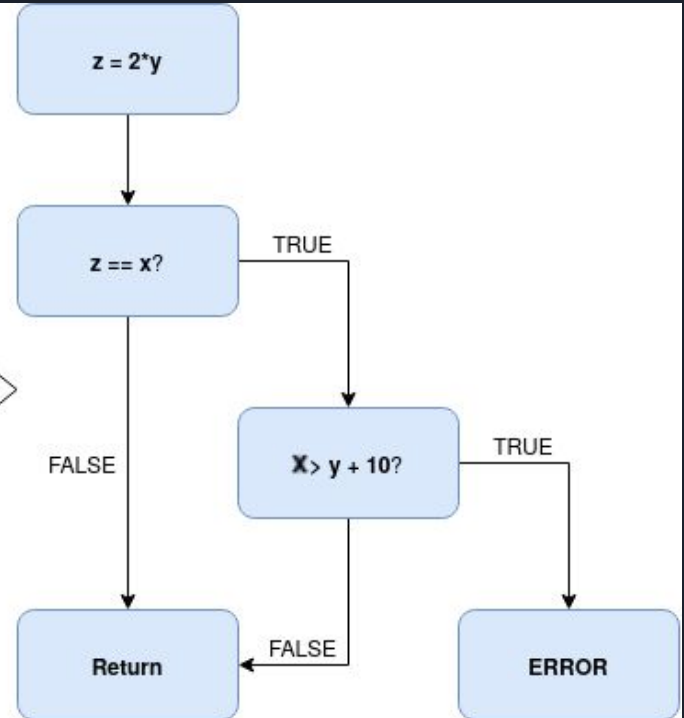 z = 2*y
z == x?
TRUE
X> y + 10?
TRUE
FALSE
Return
FALSE
ERROR